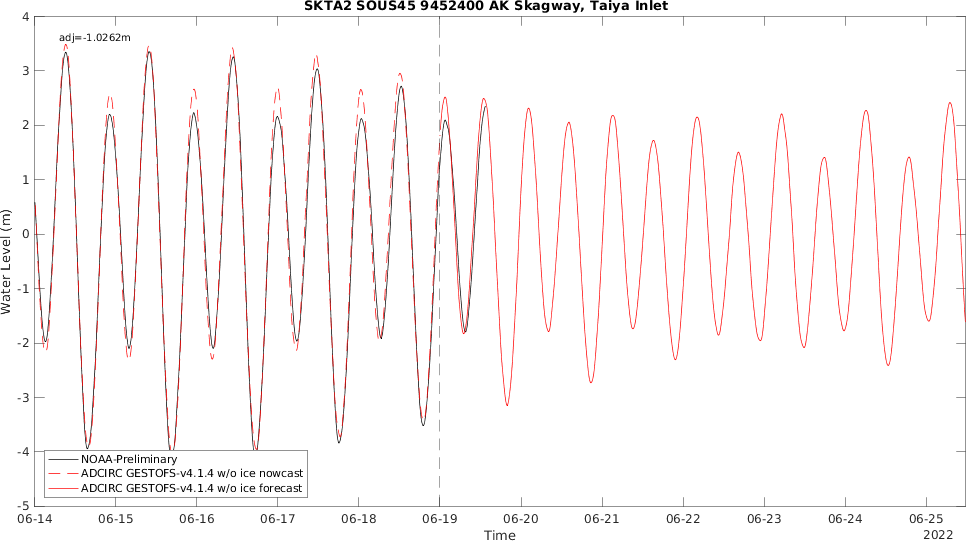 SKTA2 SOUS45 9452400 AK Skagway, Taiya Inlet
adj=-1.0262m
4
3
2
1
0
-1
-2
-3
-4
-5
Water Level (m)
NOAA-Preliminary
ADCIRC GESTOFS-v4.1.4 w/o ice nowcast
ADCIRC GESTOFS-v4.1.4 w/o ice forecast
06-14 06-15 06-16 06-17 06-18 06-19 06-20 06-21 06-22 06-23 06-24 06-25
Time
2022